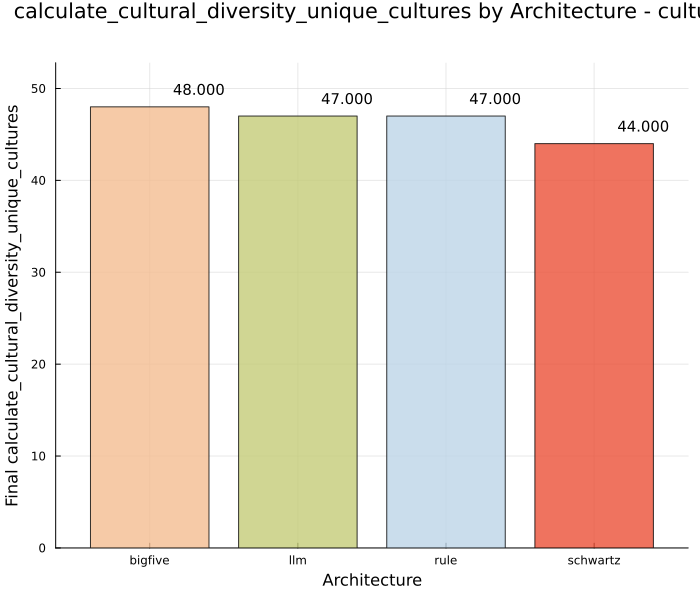 calculate_cultural_diversity_unique_cultures by Architecture - cultu
Final calculate_cultural_diversity_unique_cultures
50
40
30
20
10
0
48.000
47.000
47.000
44.000
bigfive
llm
rule
schwartz
Architecture